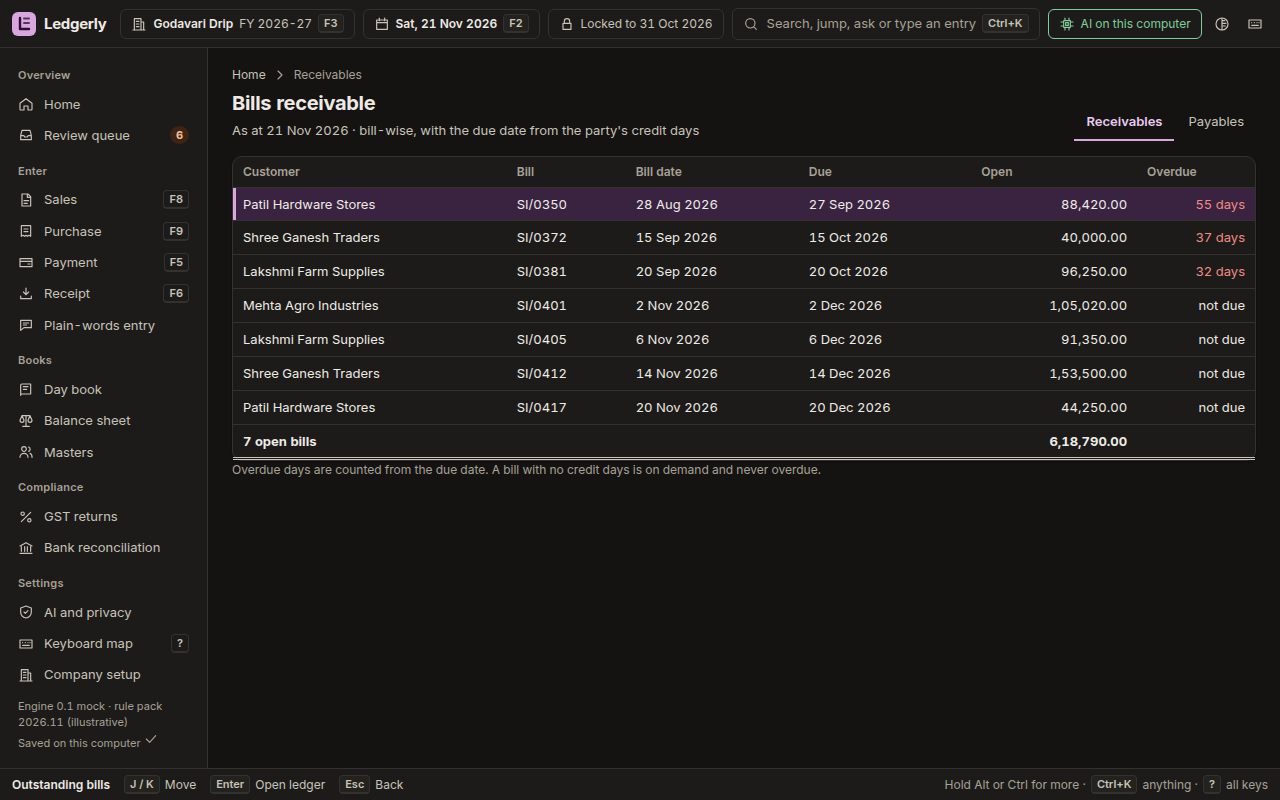 Ledgerly
Godavari Drip FY 2026-27 F3
Sat, 21 Nov 2026 F2
Locked to 31 Oct 2026
Search, jump, ask or type an entry Ctrl+K
AI on this computer
Overview
Home
Review queue 6
Enter
Sales F8
Purchase F9
Payment F5
Receipt F6
Plain-words entry
Books
Day book
Balance sheet
Masters
Compliance
GST returns
Bank reconciliation
Settings
AI and privacy
Keyboard map ?
Company setup
Engine 0.1 mock · rule pack
2026.11 (illustrative)
Saved on this computer
Home Receivables
Bills receivable
As at 21 Nov 2026 · bill-wise, with the due date from the party's credit days
Receivables Payables
Customer Bill Bill date Due Open Overdue
Patil Hardware Stores SI/0350 28 Aug 2026 27 Sep 2026 88,420.00 55 days
Shree Ganesh Traders SI/0372 15 Sep 2026 15 Oct 2026 40,000.00 37 days
Lakshmi Farm Supplies SI/0381 20 Sep 2026 20 Oct 2026 96,250.00 32 days
Mehta Agro Industries SI/0401 2 Nov 2026 2 Dec 2026 1,05,020.00 not due
Lakshmi Farm Supplies SI/0405 6 Nov 2026 6 Dec 2026 91,350.00 not due
Shree Ganesh Traders SI/0412 14 Nov 2026 14 Dec 2026 1,53,500.00 not due
Patil Hardware Stores SI/0417 20 Nov 2026 20 Dec 2026 44,250.00 not due
7 open bills 6,18,790.00
Overdue days are counted from the due date. A bill with no credit days is on demand and never overdue.
Outstanding bills J / K Move Enter Open ledger Esc Back
Hold Alt or Ctrl for more · Ctrl+K anything · ? all keys